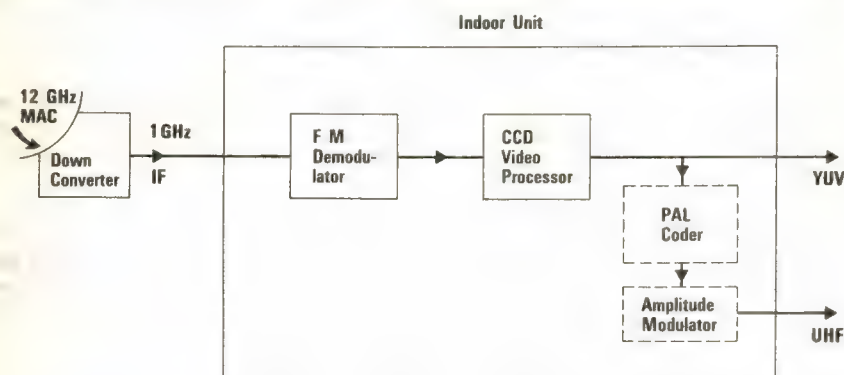 Indoor Unit
12 GHz
MAC
Down
Converter
1 GHz
IF
F M
Demodu-
lator
CCD
Video
Processor
YUV
PAL
Coder
Amplitude
Modulator
UHF